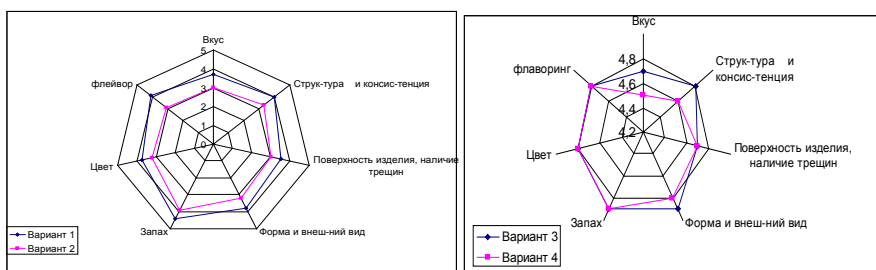 Вкус
5
4
3
2
1
0
Струк-тура и консис-тенция
Поверхность изделия, наличие
трещин
Форма и внеш-ний вид
Запах
Цвет
флейвор
Вариант 1
Вариант 2
Вкус
4,8
4,6
4,4
4,2
Струк-тура и
консис-тенция
Поверхность изделия,
наличие трещин
Форма и внеш-ний вид
Запах
Цвет
флаворинг
Вариант 3
Вариант 4